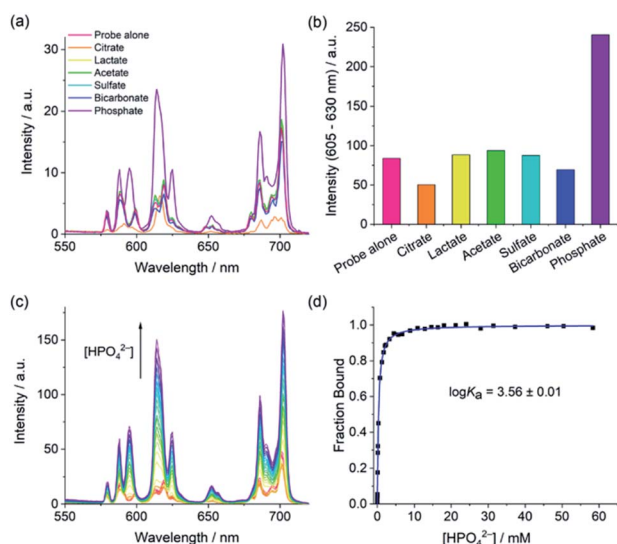 (a)
Probe alone
Citrate
Lactate
Acetate
Sulfate
Bicarbonate
Phosphate
Intensity / a.u.
30
20
10
0
550 600 650 700
Wavelength / nm
(b)
Intensity (605 - 630 nm) / a.u.
250
200
150
100
50
0
Probe alone
Citrate
Lactate
Acetate
Sulfate
Bicarbonate
Phosphate
(c)
[HPO₄²⁻]
Intensity / a.u.
150
100
50
0
550 600 650 700
Wavelength / nm
(d)
logKₐ = 3.56 ± 0.01
Fraction Bound
1.0
0.8
0.6
0.4
0.2
0.0
0 10 20 30 40 50 60
[HPO₄²⁻] / mM